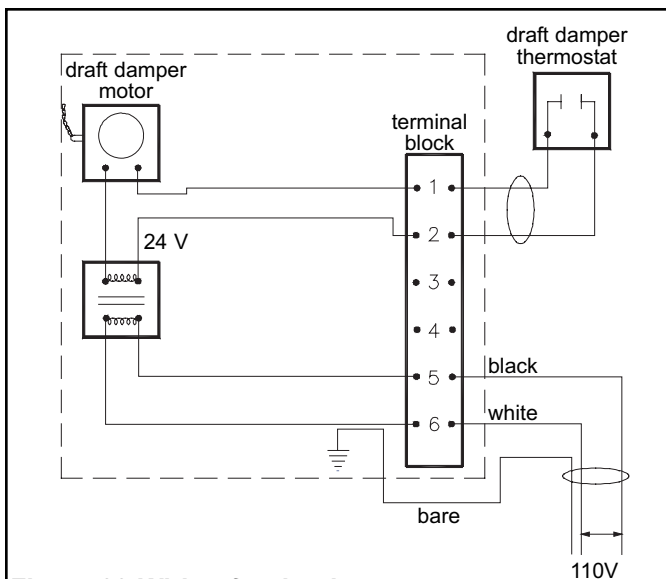 draft damper
motor
draft damper
thermostat
terminal
block
1
2
24 V
3
4
5
black
6
white
bare
110V